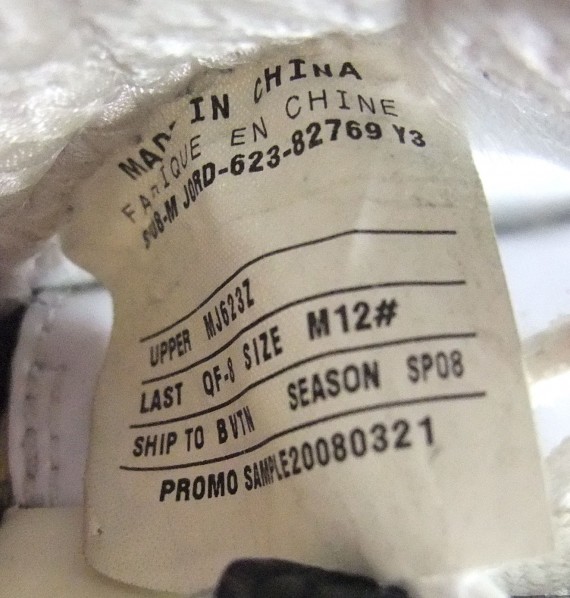 IN CHINA
EN CHINE
JORD-623-82769 Y3
UPPER MJ623Z
LAST QF-8 SIZE M12#
SHIP TO BVTN SEASON SP08
PROMO SAMPLE20080321